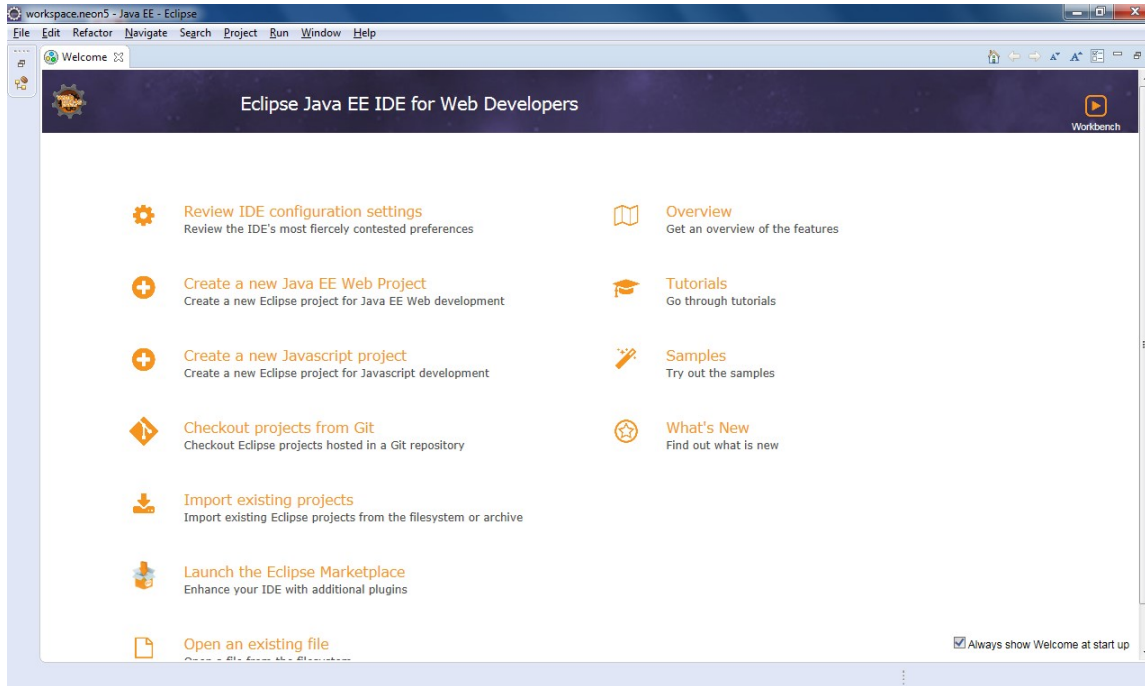 workspace.neon5 - Java EE - Eclipse
File Edit Refactor Navigate Search Project Run Window Help
Welcome
Eclipse Java EE IDE for Web Developers
Workbench
Review IDE configuration settings
Review the IDE's most fiercely contested preferences
Overview
Get an overview of the features
Create a new Java EE Web Project
Create a new Eclipse project for Java EE Web development
Tutorials
Go through tutorials
Create a new Javascript project
Create a new Eclipse project for Javascript development
Samples
Try out the samples
Checkout projects from Git
Checkout Eclipse projects hosted in a Git repository
What's New
Find out what is new
Import existing projects
Import existing Eclipse projects from the filesystem or archive
Launch the Eclipse Marketplace
Enhance your IDE with additional plugins
Open an existing file
Open a file from the filesystem
Always show Welcome at start up